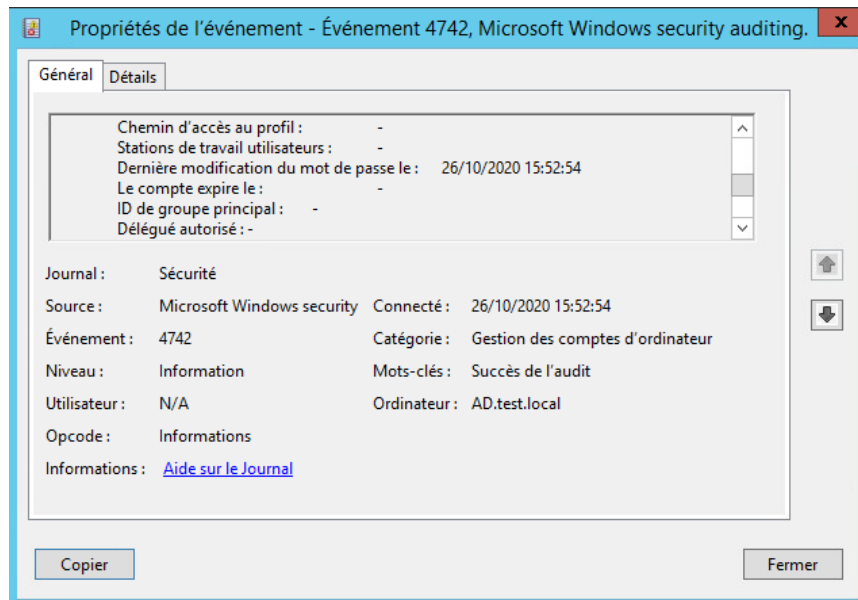 Propriétés de l'événement - Événement 4742, Microsoft Windows security auditing.
x
Général Détails
Chemin d'accès au profil : -
Stations de travail utilisateurs : -
Dernière modification du mot de passe le : 26/10/2020 15:52:54
Le compte expire le : -
ID de groupe principal : -
Délégué autorisé : -
Journal : Sécurité
Source : Microsoft Windows security Connecté : 26/10/2020 15:52:54
Événement : 4742 Catégorie : Gestion des comptes d'ordinateur
Niveau : Information Mots-clés : Succès de l'audit
Utilisateur : N/A Ordinateur : AD.test.local
Opcode : Informations
Informations : Aide sur le Journal
Copier Fermer